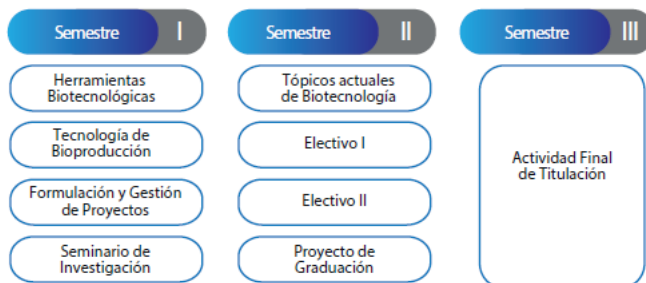 Semestre I
Herramientas
Biotecnológicas
Tecnología de
Bioproducción
Formulación y Gestión
de Proyectos
Seminario de
Investigación
Semestre II
Tópicos actuales
de Biotecnología
Electivo I
Electivo II
Proyecto de
Graduación
Semestre III
Actividad Final
de Titulación